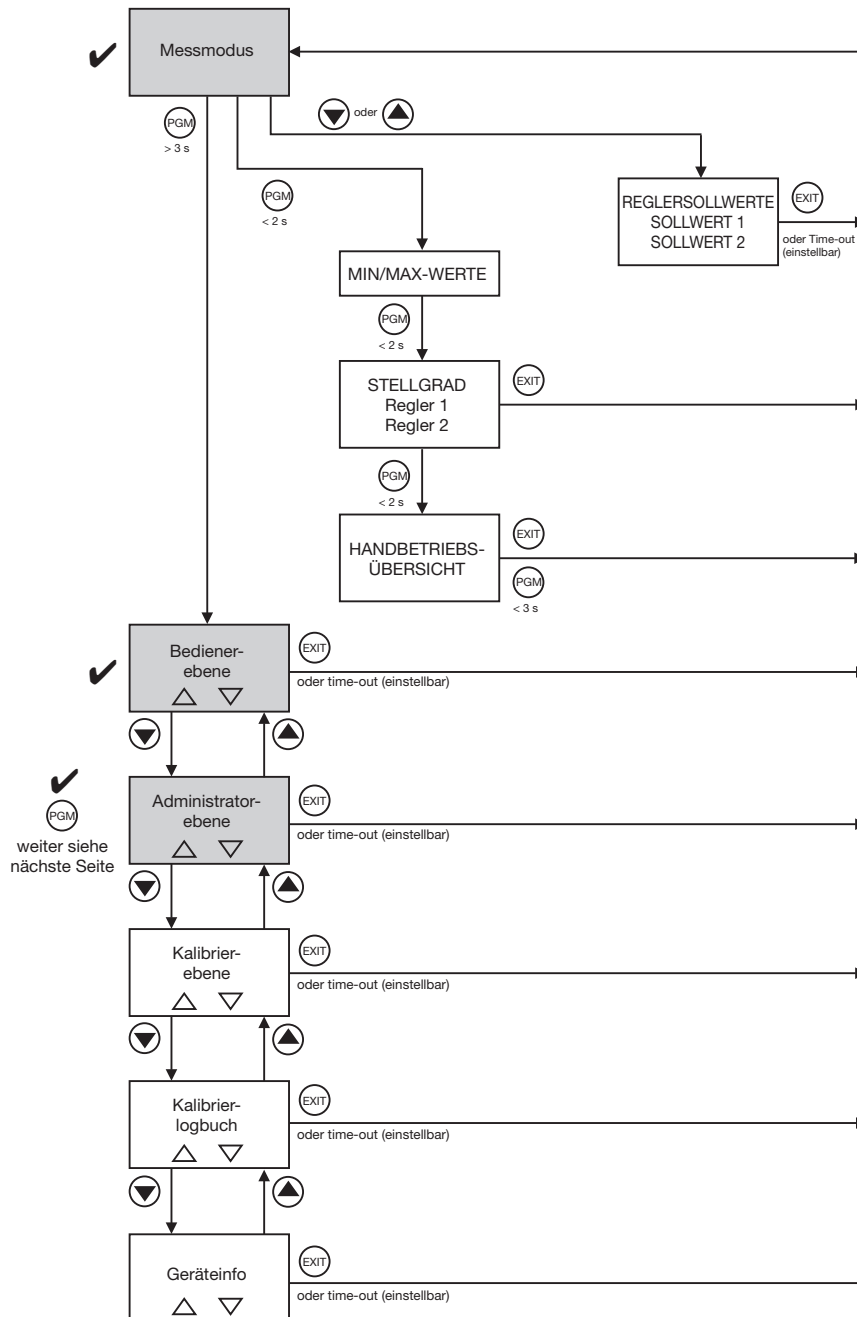 Messmodus
PGM
> 3 s
oder
PGM
< 2 s
REGLERSOLLWERTE
SOLLWERT 1
SOLLWERT 2
EXIT
oder Time-out
(einstellbar)
MIN/MAX-WERTE
PGM
< 2 s
STELLGRAD
Regler 1
Regler 2
EXIT
PGM
< 2 s
HANDBETRIEBS-
ÜBERSICHT
EXIT
PGM
< 3 s
Bediener-
ebene
EXIT
oder time-out (einstellbar)
PGM
weiter siehe
nächste Seite
Administrator-
ebene
EXIT
oder time-out (einstellbar)
Kalibrier-
ebene
EXIT
oder time-out (einstellbar)
Kalibrier-
logbuch
EXIT
oder time-out (einstellbar)
Geräteinfo
EXIT
oder time-out (einstellbar)